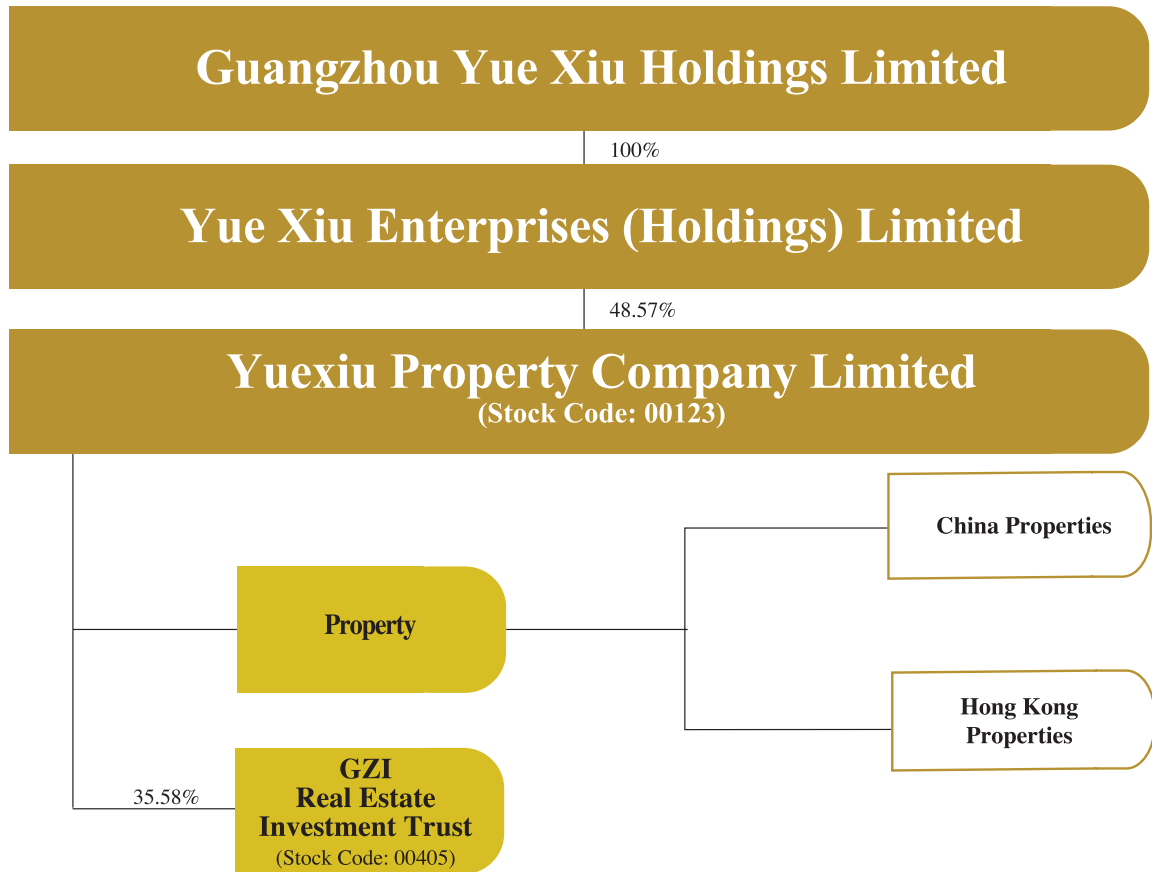 Guangzhou Yue Xiu Holdings Limited
100%
Yue Xiu Enterprises (Holdings) Limited
48.57%
Yuexiu Property Company Limited
(Stock Code: 00123)
China Properties
Property
Hong Kong
Properties
35.58%
GZI
Real Estate
Investment Trust
(Stock Code: 00405)